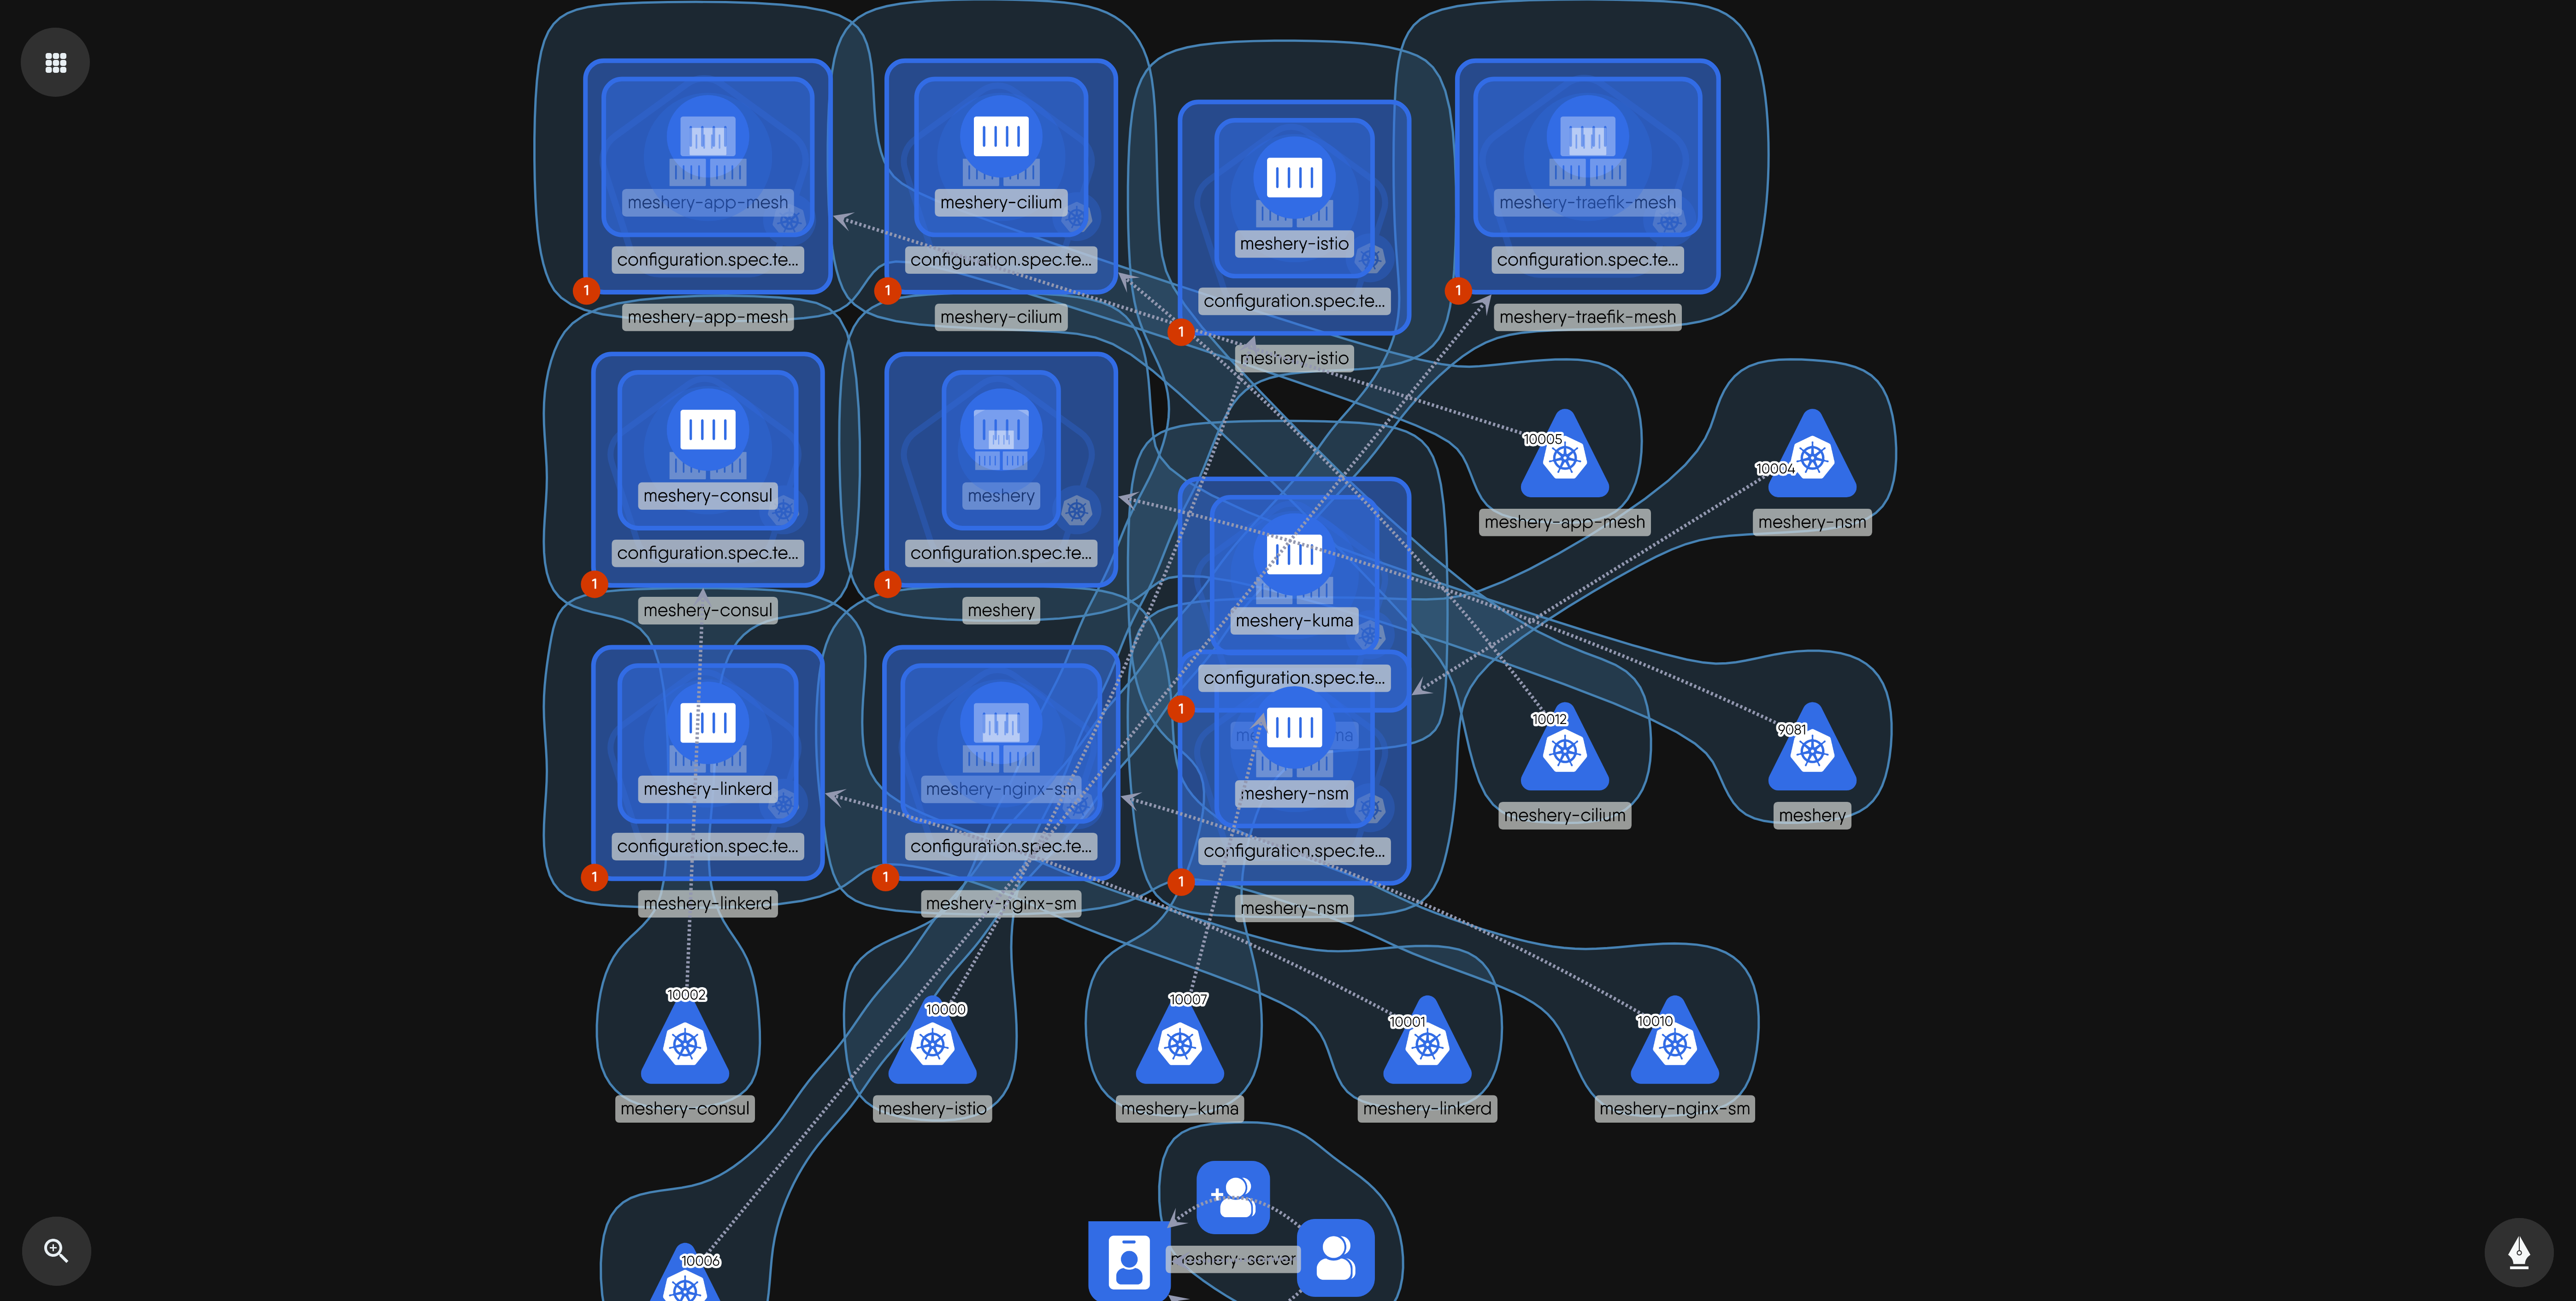 meshery-app-mesh
configuration.spec.te...
1
meshery-app-mesh
meshery-cilium
configuration.spec.te...
1
meshery-cilium
meshery-istio
configuration.spec.te...
1
meshery-istio
meshery-traefik-mesh
configuration.spec.te...
1
meshery-traefik-mesh
meshery-consul
configuration.spec.te...
1
meshery-consul
meshery
configuration.spec.te...
1
meshery
meshery-kuma
configuration.spec.te...
1
10005
meshery-app-mesh
10004
meshery-nsm
meshery-linkerd
configuration.spec.te...
1
meshery-linkerd
meshery-nginx-sm
configuration.spec.te...
1
meshery-nginx-sm
meshery-nsm
configuration.spec.te...
1
meshery-nsm
10012
meshery-cilium
9081
meshery
10002
meshery-consul
10000
meshery-istio
10007
meshery-kuma
10001
meshery-linkerd
10010
meshery-nginx-sm
10006
meshery-server